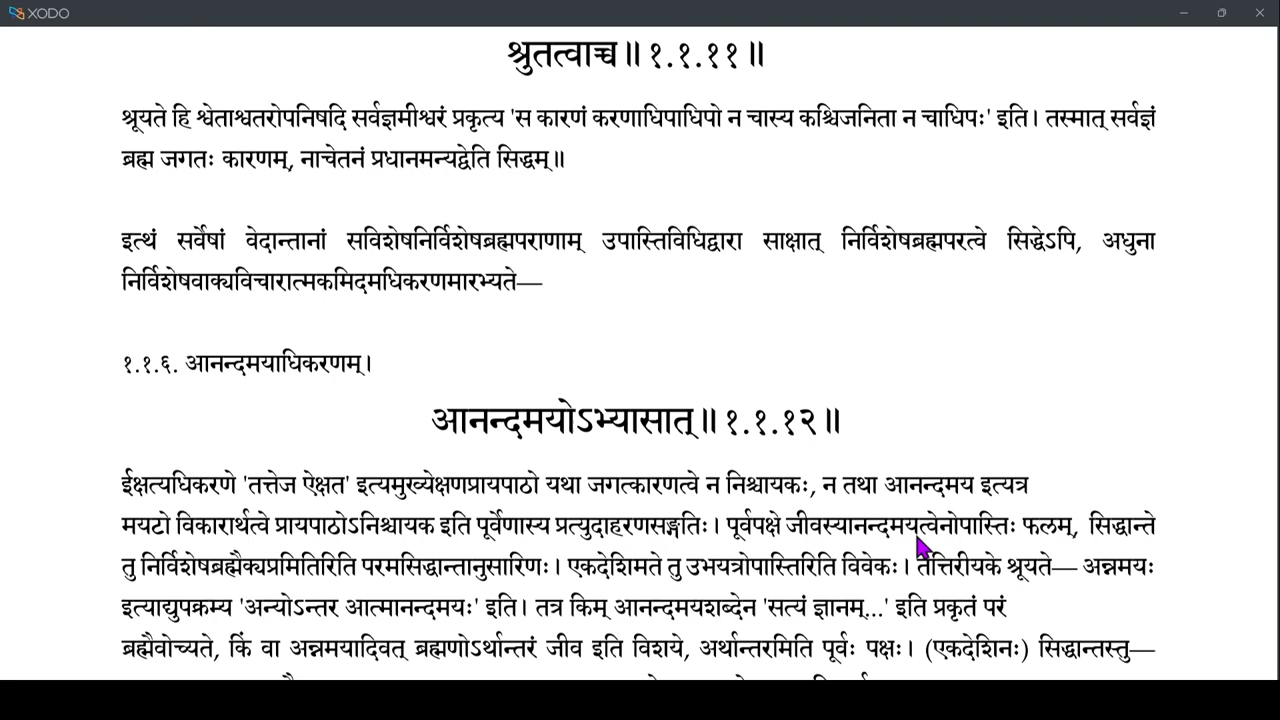 XODO
श्रुतत्वाच्च॥ १.१.११॥
श्रूयते हि श्वेताश्वतरोपनिषदि सर्वज्ञमीश्वरं प्रकृत्य 'स कारणं करणाधिपाधिपो न चास्य कश्चिजनिता न चाधिपः' इति। तस्मात् सर्वज्ञं
ब्रह्म जगतः कारणम्, नाचेतनं प्रधानमन्यद्वेति सिद्धम्॥
इत्थं सर्वेषां वेदान्तानां सविशेषनिर्विशेषब्रह्मपराणाम् उपास्तिविधिद्वारा साक्षात् निर्विशेषब्रह्मपरत्वे सिद्धेऽपि, अधुना
निर्विशेषवाक्यविचारात्मकमिदमधिकरणमारभ्यते—
१.१.६. आनन्दमयाधिकरणम्।
आनन्दमयोऽभ्यासात्॥ १.१.१२॥
ईक्षत्यधिकरणे 'तत्तेज ऐक्षत' इत्यमुख्येक्षणप्रायपाठो यथा जगत्कारणत्वे न निश्चायकः, न तथा आनन्दमय इत्यत्र
मयटो विकारार्थत्वे प्रायपाठोऽनिश्चायक इति पूर्वेणास्य प्रत्युदाहरणसङ्गतिः। पूर्वपक्षे जीवस्यानन्दमयत्वेनोपास्तिः फलम्, सिद्धान्ते
तु निर्विशेषब्रह्मैक्यप्रमितिरिति परमसिद्धान्तानुसारिणः। एकदेशिमते तु उभयत्रोपास्तिरिति विवेकः। तैत्तिरीयके श्रूयते— अन्नमयः
इत्याद्युपक्रम्य 'अन्योऽन्तर आत्मानन्दमयः' इति। तत्र किम् आनन्दमयशब्देन 'सत्यं ज्ञानम्...' इति प्रकृतं परं
ब्रह्मैवोच्यते, किं वा अन्नमयादिवत् ब्रह्मणोऽर्थान्तरं जीव इति विशये, अर्थान्तरमिति पूर्वः पक्षः। (एकदेशिनः) सिद्धान्तस्तु—